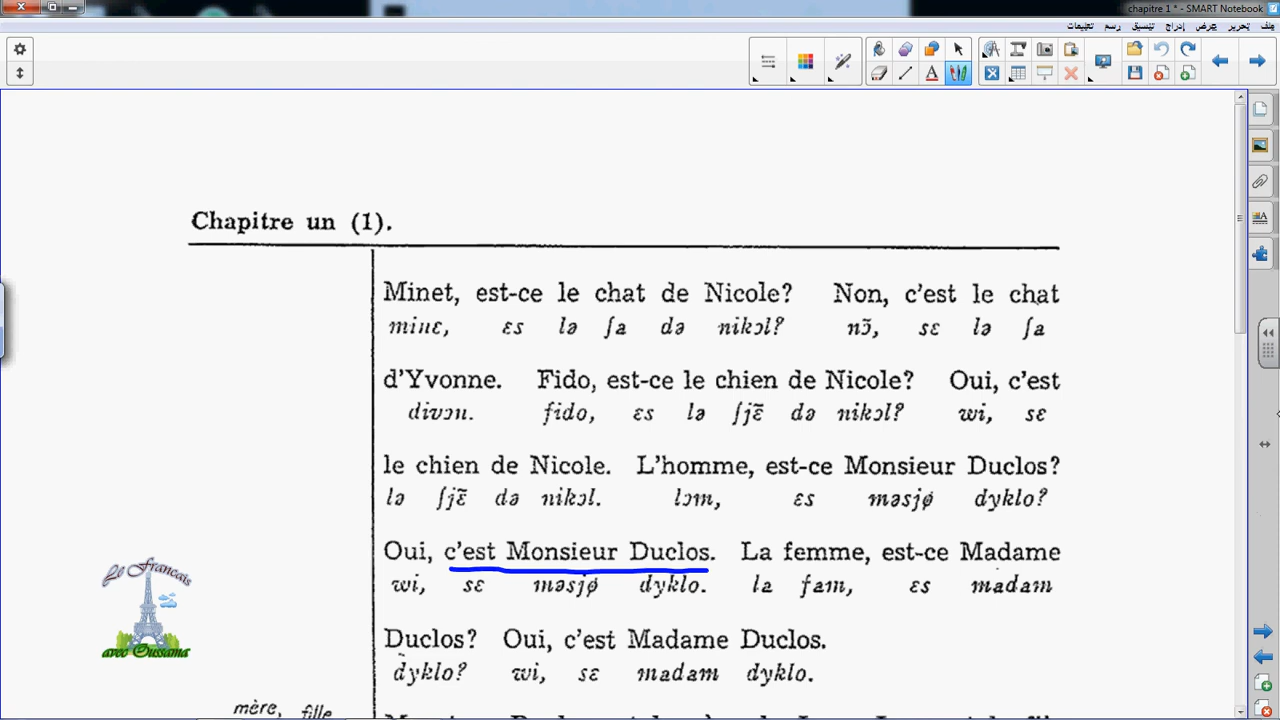 chapitre 1 * - SMART Notebook
ملف تحرير عرض إدراج تنسيق رسم تعليمات
Chapitre un (1).
Minet, est-ce le chat de Nicole? Non, c'est le chat
minɛ, ɛs lə ʃa də nikɔl? nɔ̃, sɛ lə ʃa
d'Yvonne. Fido, est-ce le chien de Nicole? Oui, c'est
divɔn. fido, ɛs lə ʃjɛ̃ də nikɔl? wi, sɛ
le chien de Nicole. L'homme, est-ce Monsieur Duclos?
lə ʃjɛ̃ də nikɔl. lɔm, ɛs məsjø dyklo?
Oui, c'est Monsieur Duclos. La femme, est-ce Madame
wi, sɛ məsjø dyklo. la fam, ɛs madam
Duclos? Oui, c'est Madame Duclos.
dyklo? wi, sɛ madam dyklo.
mère, fille
Le Francais
avec Oussama